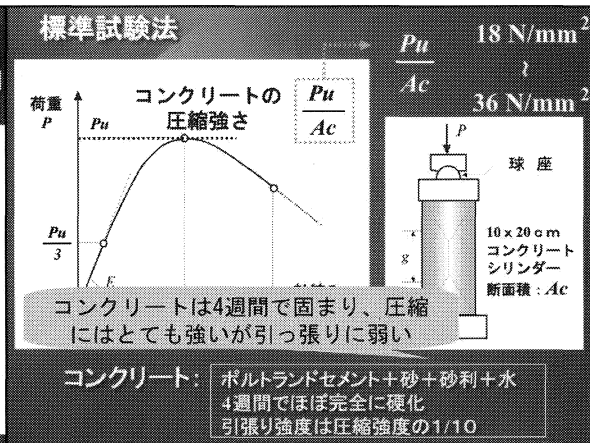 標準試験法
Pu
Ac
18 N/mm²
〜
36 N/mm²
荷重
P
Pu
コンクリートの
圧縮強さ
Pu
Ac
Pu
3
E
P
球座
g
10 x 20 cm
コンクリート
シリンダー
断面積：Ac
コンクリートは4週間で固まり、圧縮
にはとても強いが引っ張りに弱い
コンクリート：
ポルトランドセメント＋砂＋砂利＋水
4週間でほぼ完全に硬化
引張り強度は圧縮強度の1/10